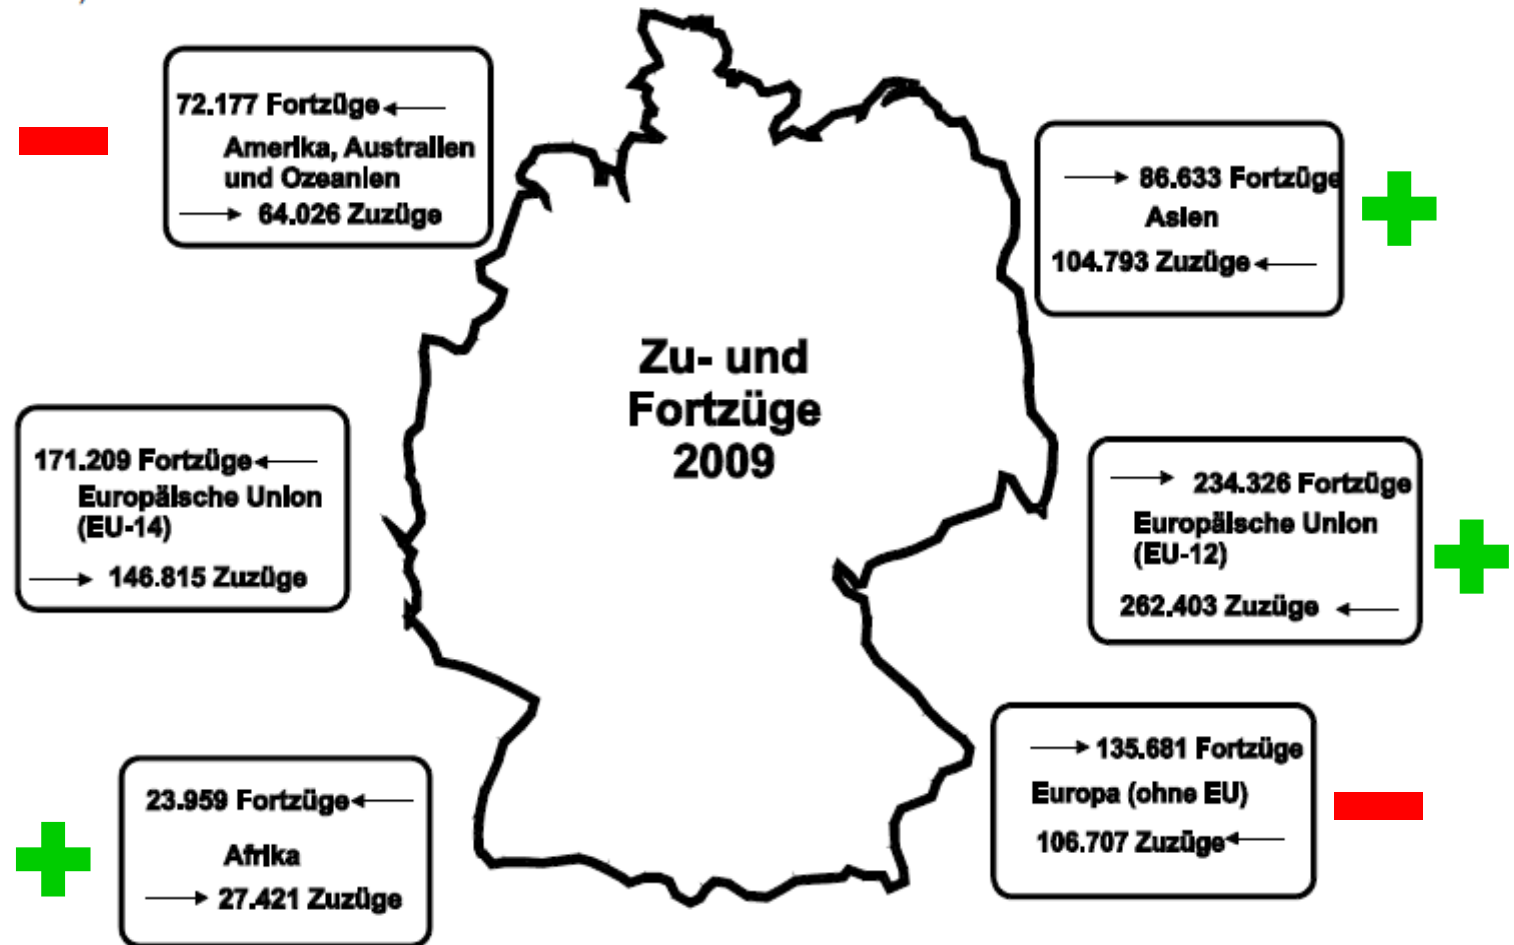 72.177 Fortzüge
Amerika, Australien
und Ozeanien
64.026 Zuzüge
86.633 Fortzüge
Asien
104.793 Zuzüge
Zu- und
Fortzüge
2009
171.209 Fortzüge
Europäische Union
(EU-14)
146.815 Zuzüge
234.326 Fortzüge
Europäische Union
(EU-12)
262.403 Zuzüge
135.681 Fortzüge
Europa (ohne EU)
106.707 Zuzüge
23.959 Fortzüge
Afrika
27.421 Zuzüge